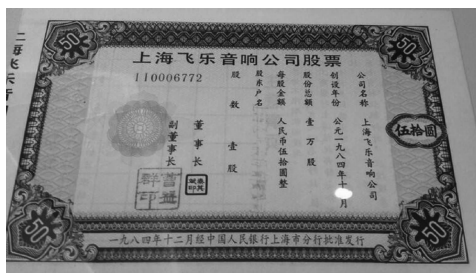 上海飞乐音响公司股票
110006772
公司名称 上海飞乐音响公司
创设年份 公元一九八四年十 月
股份总额 壹万股
每股金额 人民币伍拾圆整
股东户名
股数 壹股
董事长
副董事长
伍拾圆
50
50
50
50
一九八四年十二月经中国人民银行上海市分行批准发行